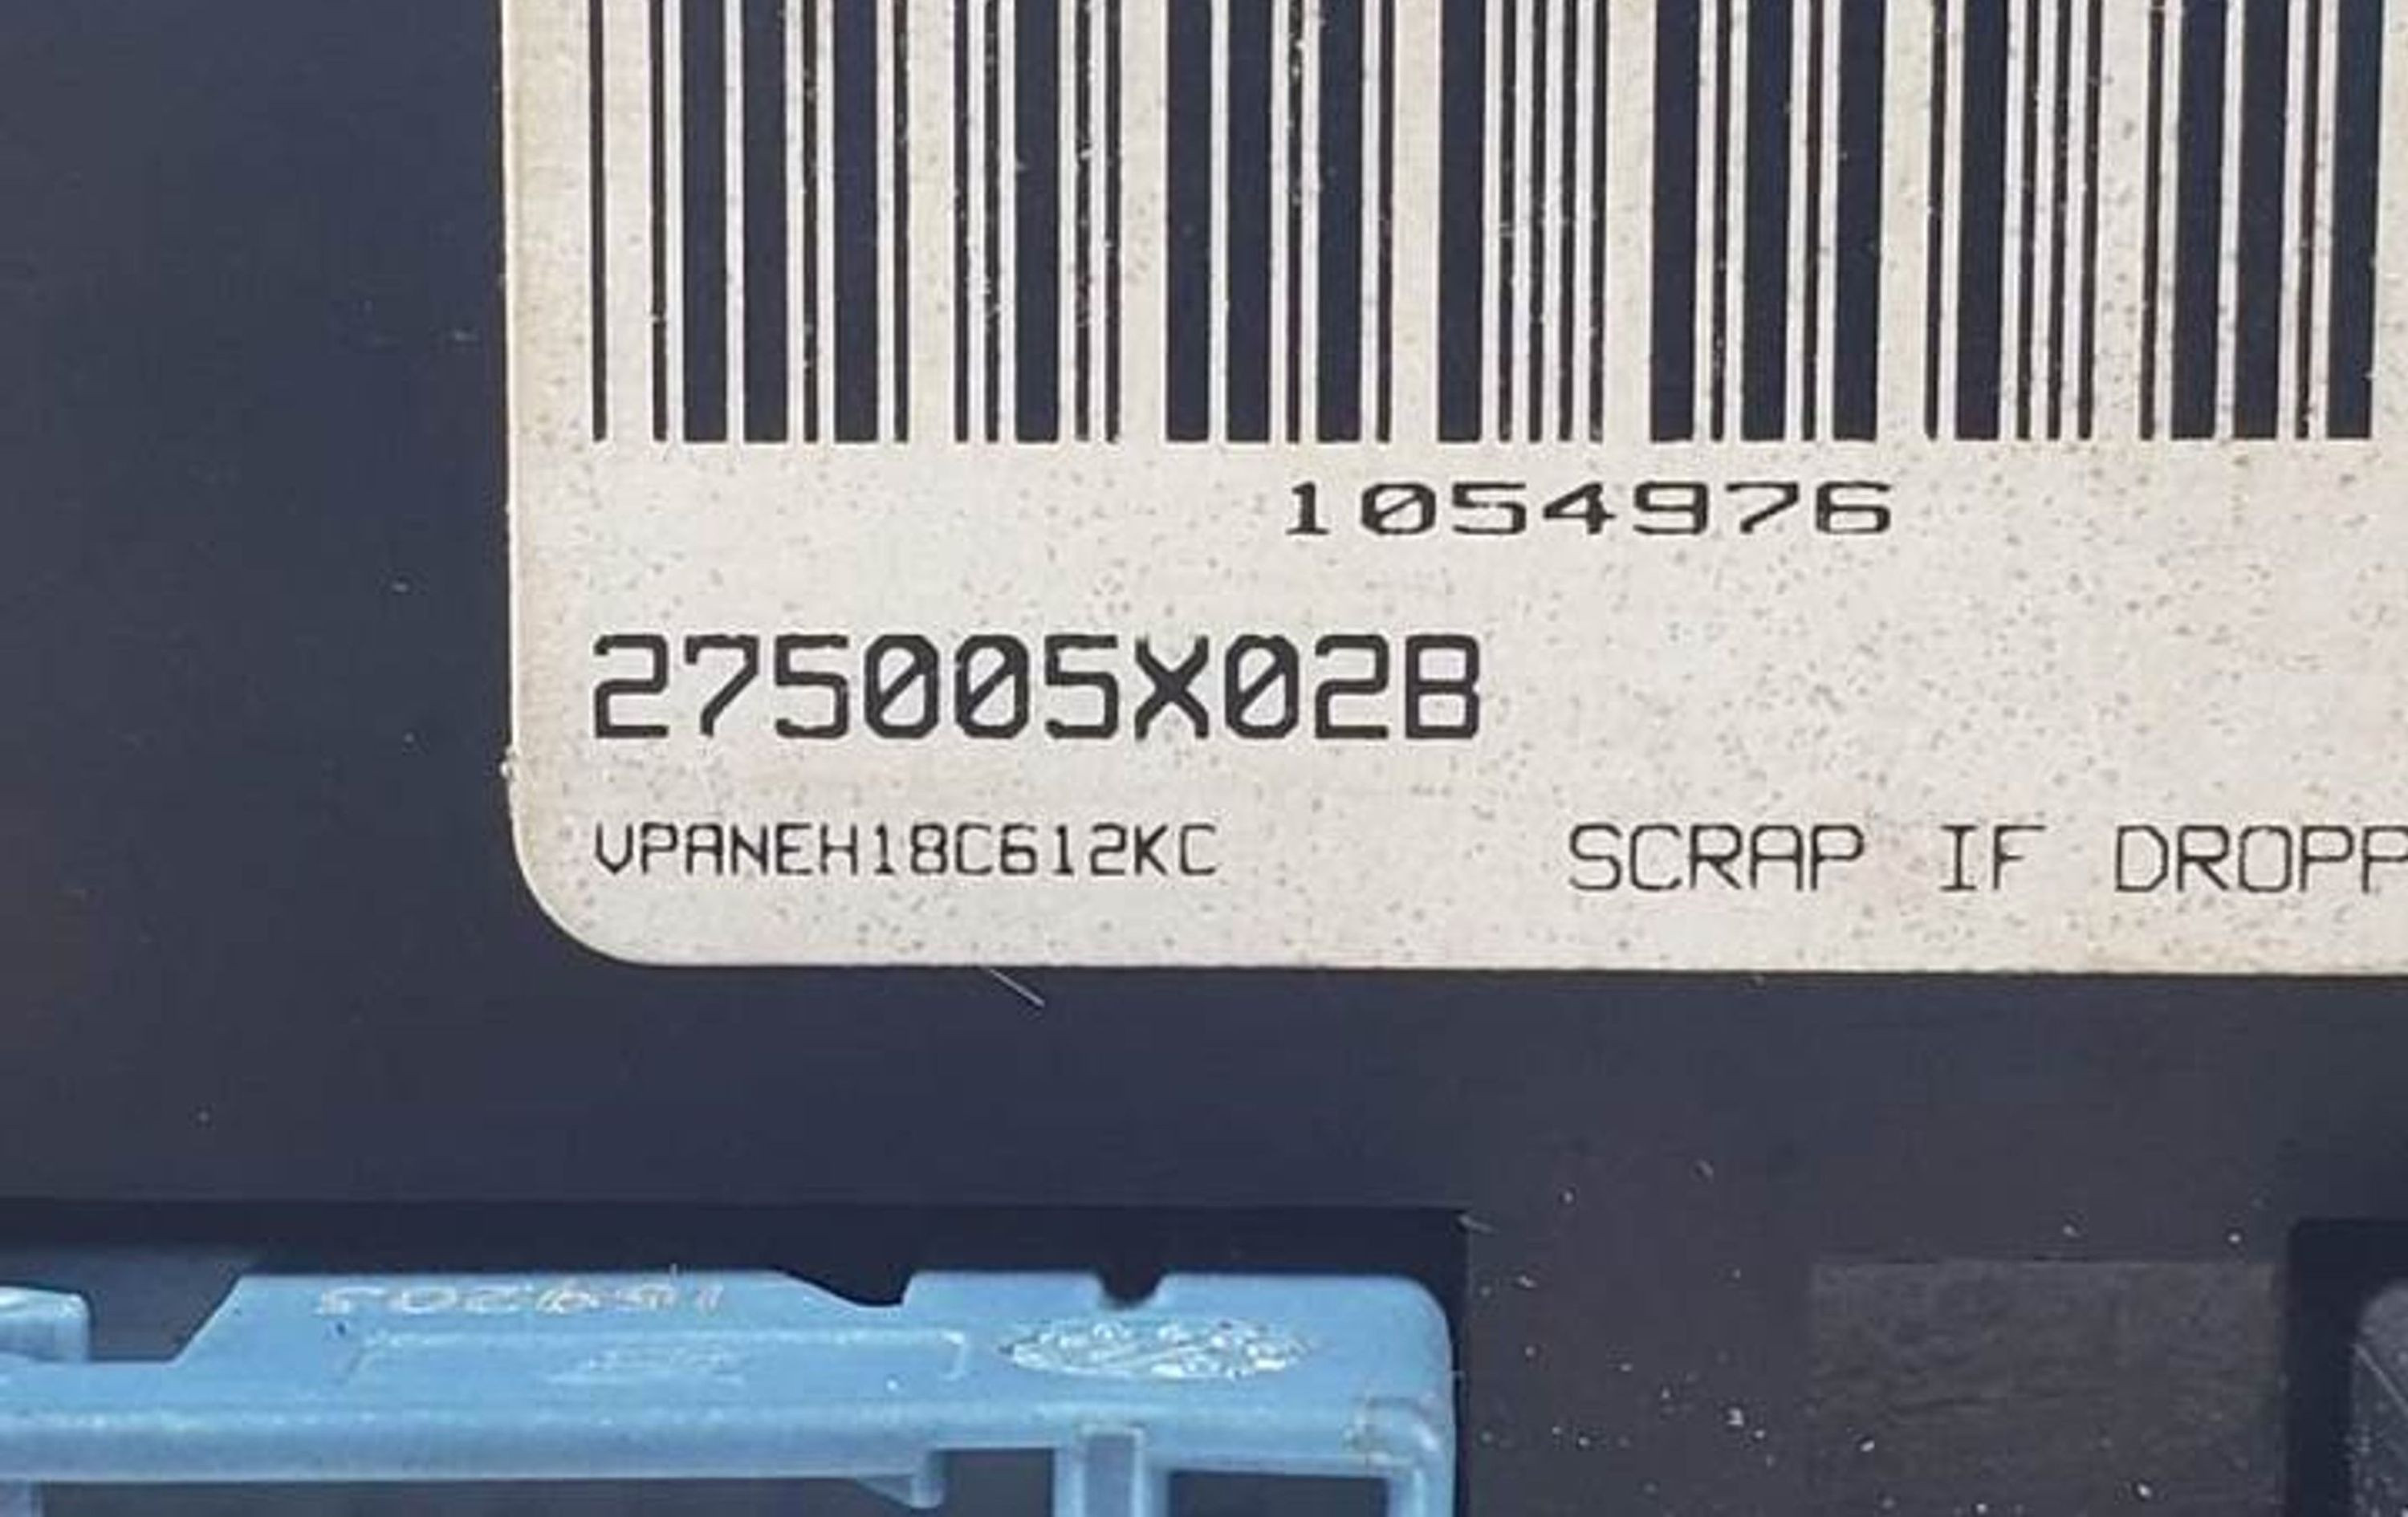 1054976
275005X02B
VPANEH18C612KC
SCRAP IF DROPP